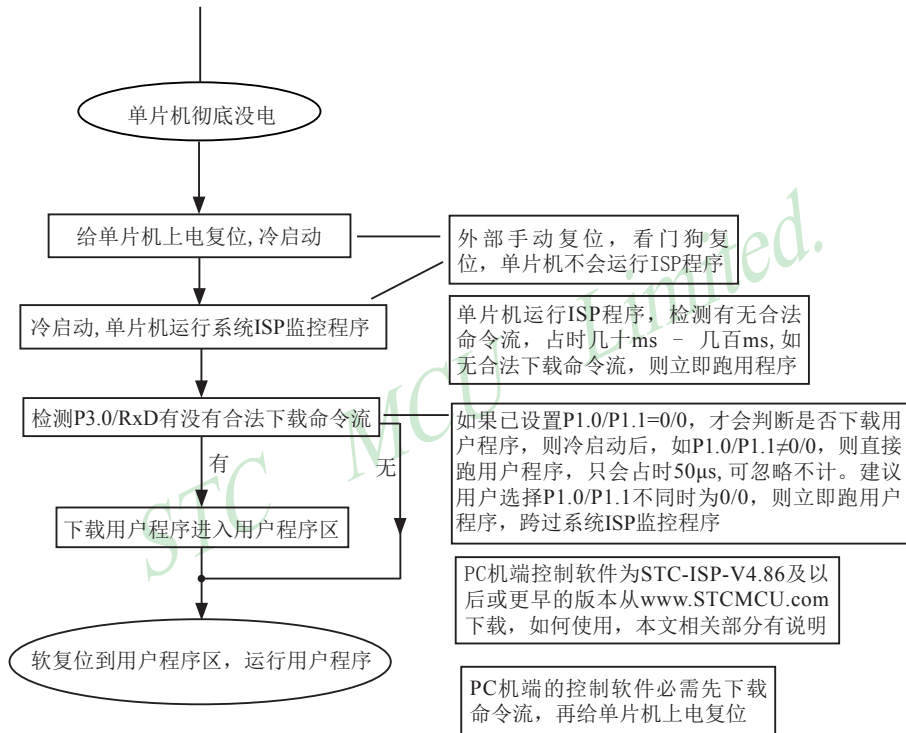 单片机彻底没电
给单片机上电复位,冷启动
外部手动复位，看门狗复
位，单片机不会运行ISP程序
冷启动,单片机运行系统ISP监控程序
单片机运行ISP程序，检测有无合法
命令流，占时几十ms － 几百ms,如
无合法下载命令流，则立即跑用程序
检测P3.0/RxD有没有合法下载命令流
如果已设置P1.0/P1.1=0/0，才会判断是否下载用
户程序，则冷启动后，如P1.0/P1.1≠0/0，则直接
跑用户程序，只会占时50μs,可忽略不计。建议
用户选择P1.0/P1.1不同时为0/0，则立即跑用户
程序，跨过系统ISP监控程序
有
无
下载用户程序进入用户程序区
PC机端控制软件为STC-ISP-V4.86及以
后或更早的版本从www.STCMCU.com
下载，如何使用，本文相关部分有说明
软复位到用户程序区，运行用户程序
PC机端的控制软件必需先下载
命令流，再给单片机上电复位
STC MCU Limited.